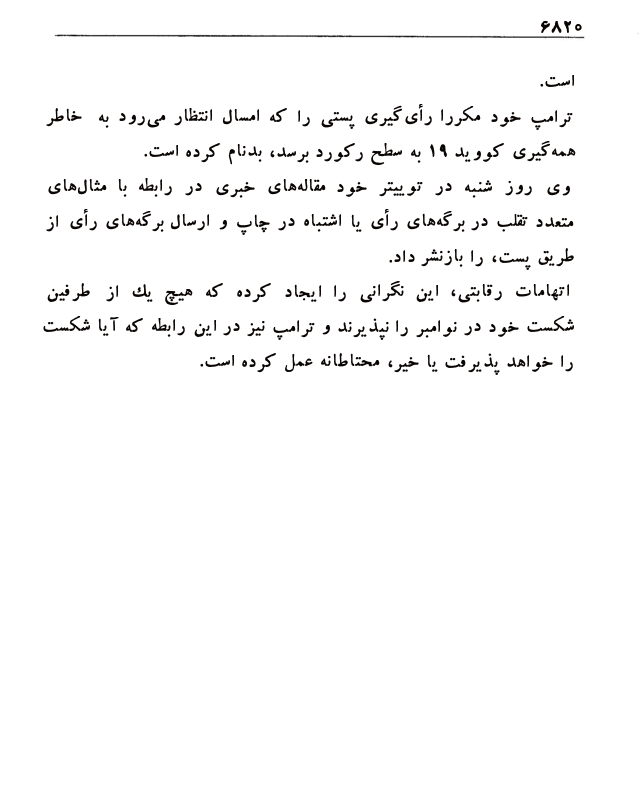 ۶۸۲۰
است.
ترامپ خود مکررا رأی‌گیری پستی را که امسال انتظار می‌رود به خاطر
همه‌گیری کووید ۱۹ به سطح رکورد برسد، بدنام کرده است.
وی روز شنبه در توییتر خود مقاله‌های خبری در رابطه با مثال‌های
متعدد تقلب در برگه‌های رأی یا اشتباه در چاپ و ارسال برگه‌های رأی از
طریق پست، را بازنشر داد.
اتهامات رقابتی، این نگرانی را ایجاد کرده که هیچ یك از طرفین
شکست خود در نوامبر را نپذیرند و ترامپ نیز در این رابطه که آیا شکست
را خواهد پذیرفت یا خیر، محتاطانه عمل کرده است.